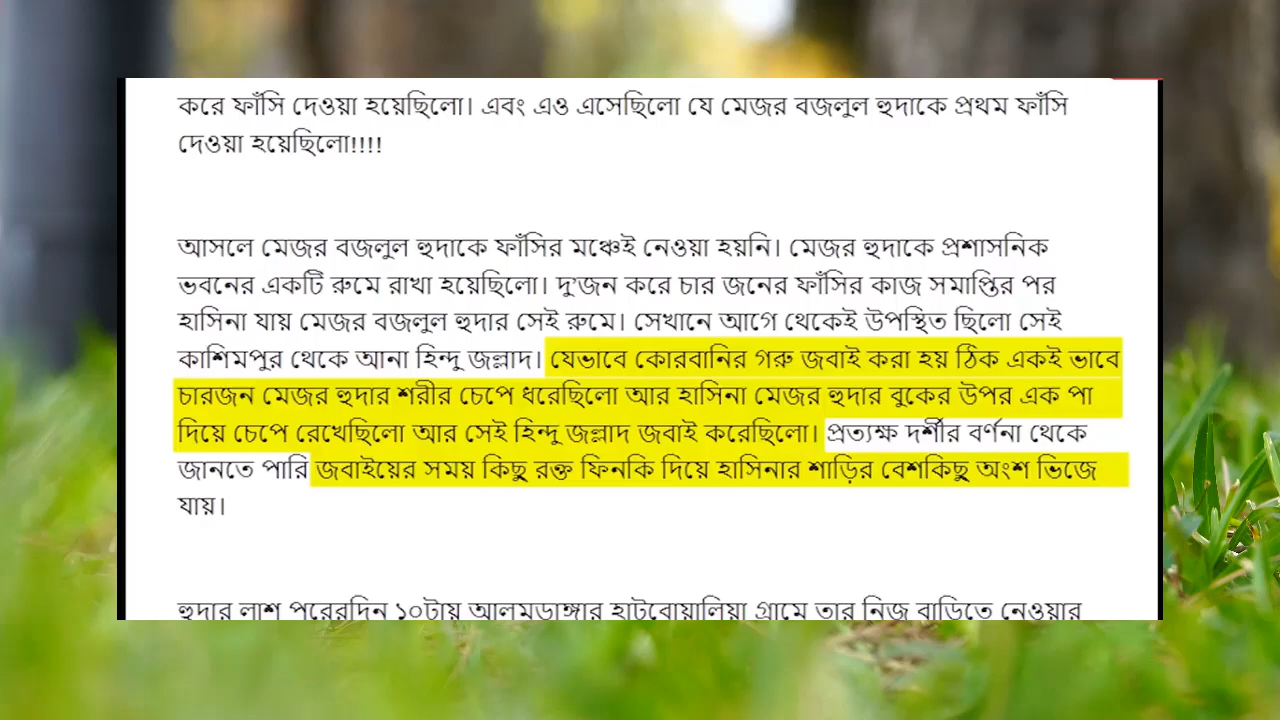 করে ফাঁসি দেওয়া হয়েছিলো। এবং এও এসেছিলো যে মেজর বজলুল হুদাকে প্রথম ফাঁসি
দেওয়া হয়েছিলো!!!!
আসলে মেজর বজলুল হুদাকে ফাঁসির মঞ্চেই নেওয়া হয়নি। মেজর হুদাকে প্রশাসনিক
ভবনের একটি রুমে রাখা হয়েছিলো। দু'জন করে চার জনের ফাঁসির কাজ সমাপ্তির পর
হাসিনা যায় মেজর বজলুল হুদার সেই রুমে। সেখানে আগে থেকেই উপস্থিত ছিলো সেই
কাশিমপুর থেকে আনা হিন্দু জল্লাদ। যেভাবে কোরবানির গরু জবাই করা হয় ঠিক একই ভাবে
চারজন মেজর হুদার শরীর চেপে ধরেছিলো আর হাসিনা মেজর হুদার বুকের উপর এক পা
দিয়ে চেপে রেখেছিলো আর সেই হিন্দু জল্লাদ জবাই করেছিলো। প্রত্যক্ষ দর্শীর বর্ণনা থেকে
জানতে পারি জবাইয়ের সময় কিছু রক্ত ফিনকি দিয়ে হাসিনার শাড়ির বেশকিছু অংশ ভিজে
যায়।
হুদার লাশ পরেরদিন ১০টায় আলমডাঙ্গার হাটবোয়ালিয়া গ্রামে তার নিজ বাড়িতে নেওয়ার